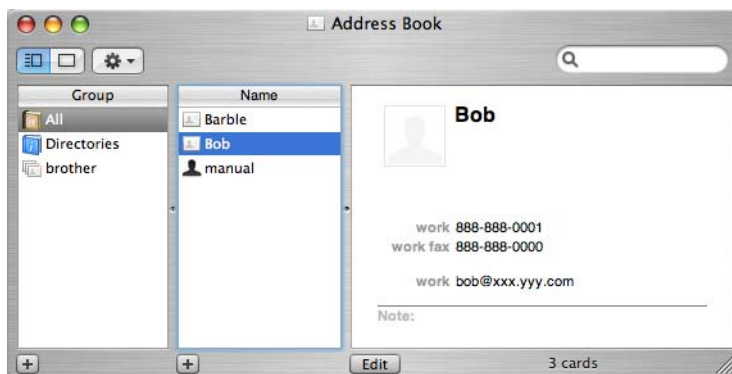 Address Book
Group
All
Directories
brother
Name
Barble
Bob
manual
Bob
work 888-888-0001
work fax 888-888-0000
work bob@xxx.yyy.com
Note:
Edit
3 cards